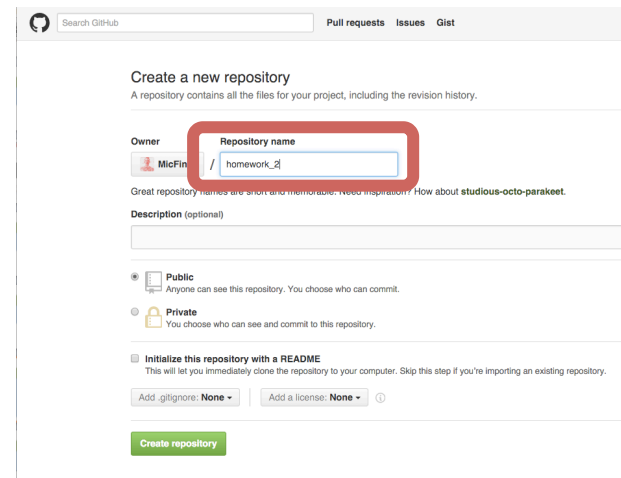 Search GitHub Pull requests Issues Gist
Create a new repository
A repository contains all the files for your project, including the revision history.
Owner Repository name
MicFin / homework_2
Great repository names are short and memorable. Need inspiration? How about studious-octo-parakeet.
Description (optional)
Public
Anyone can see this repository. You choose who can commit.
Private
You choose who can see and commit to this repository.
Initialize this repository with a README
This will let you immediately clone the repository to your computer. Skip this step if you're importing an existing repository.
Add .gitignore: None Add a license: None
Create repository